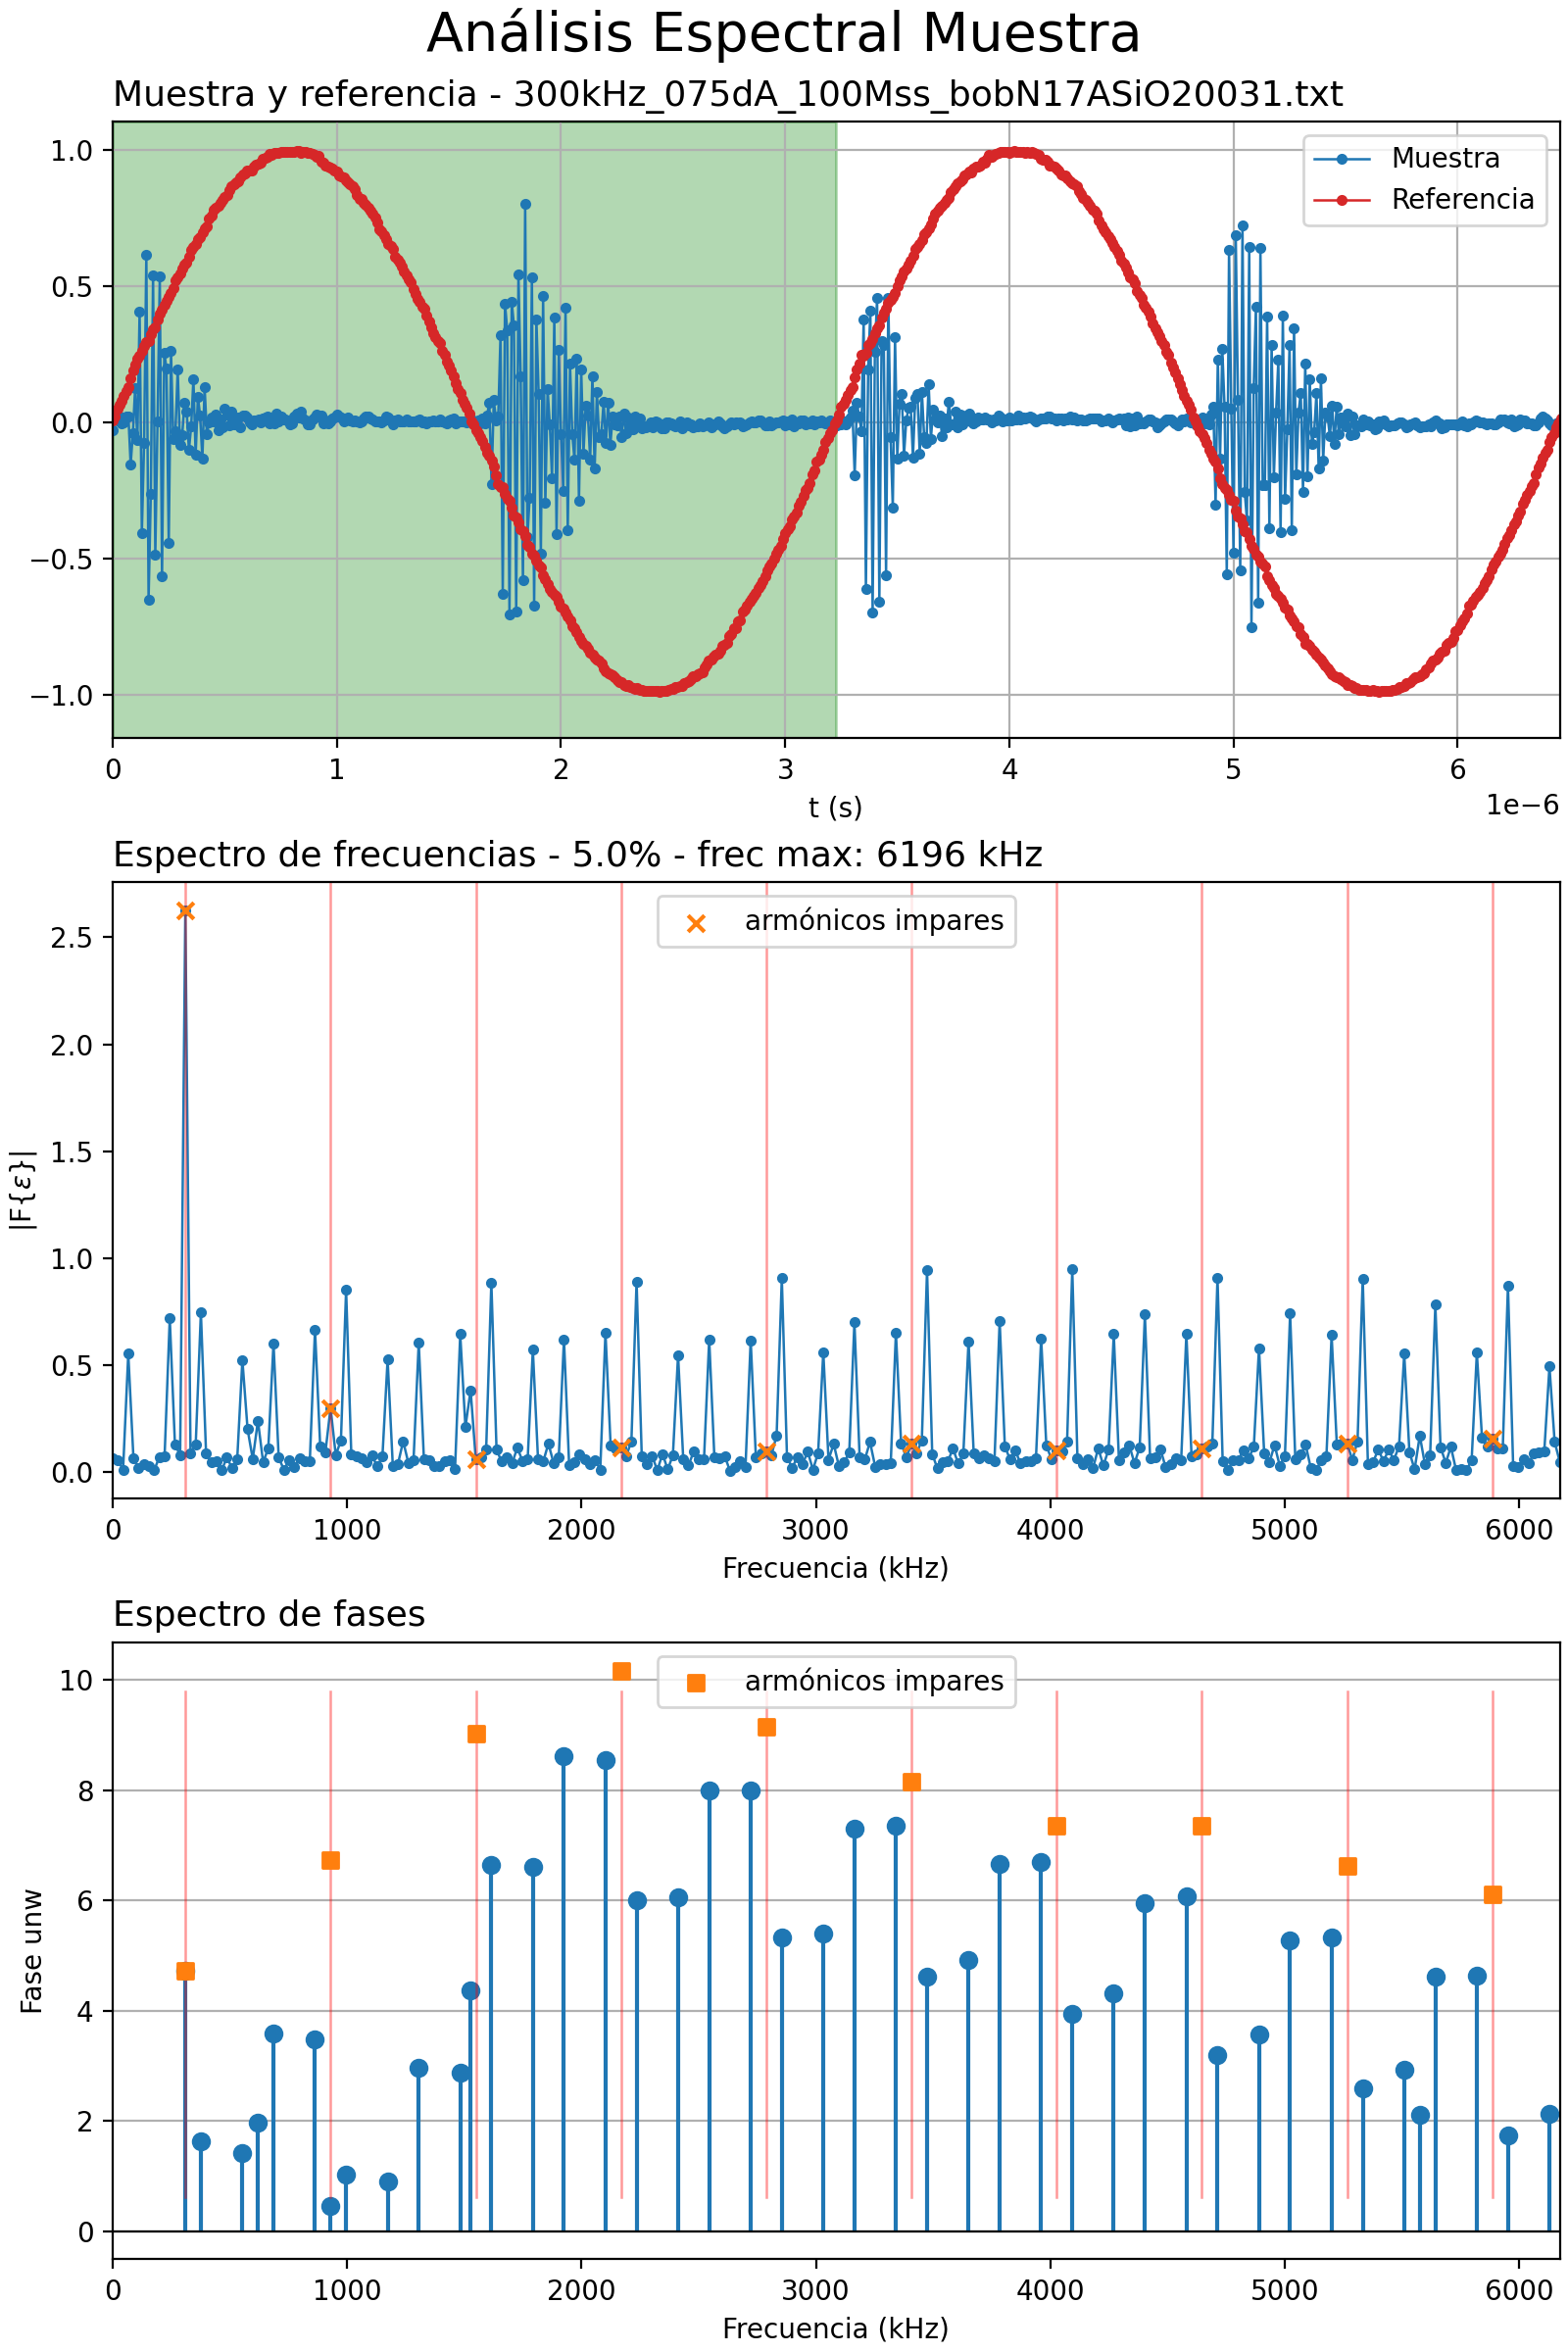 Análisis Espectral Muestra
Muestra y referencia - 300kHz_075dA_100Mss_bobN17ASiO20031.txt
1.0
0.5
0.0
−0.5
−1.0
Muestra
Referencia
0 1 2 3 4 5 6
t (s)
1e−6
Espectro de frecuencias - 5.0% - frec max: 6196 kHz
|F{ε}|
2.5
2.0
1.5
1.0
0.5
0.0
armónicos impares
0 1000 2000 3000 4000 5000 6000
Frecuencia (kHz)
Espectro de fases
Fase unw
10
8
6
4
2
0
armónicos impares
0 1000 2000 3000 4000 5000 6000
Frecuencia (kHz)